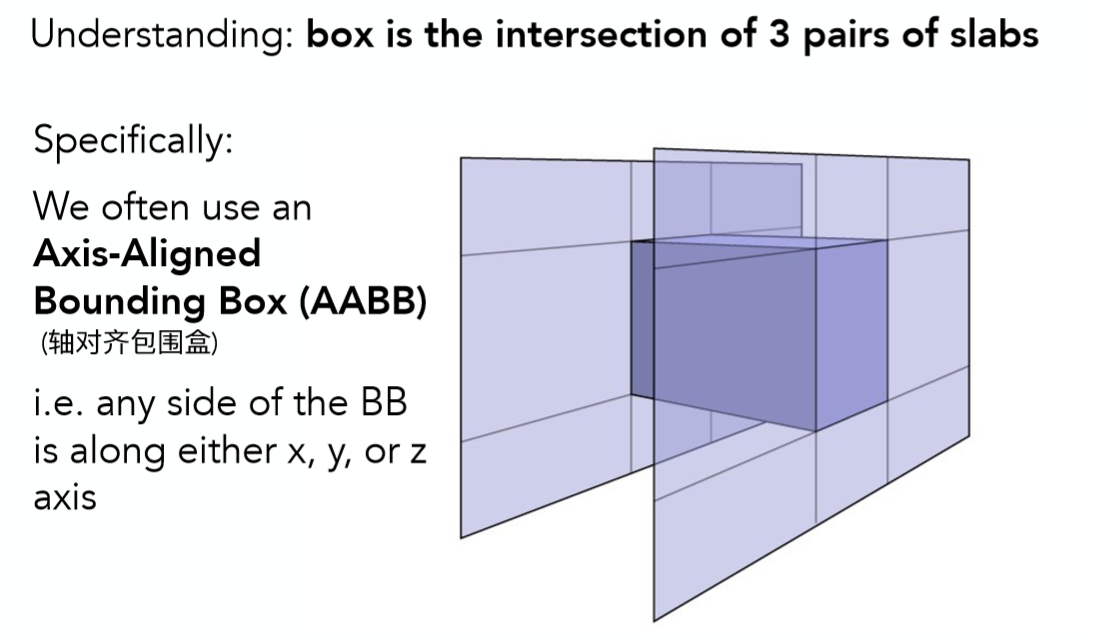 Understanding: box is the intersection of 3 pairs of slabs
Specifically:
We often use an
Axis-Aligned
Bounding Box (AABB)
(轴对齐包围盒)
i.e. any side of the BB
is along either x, y, or z
axis